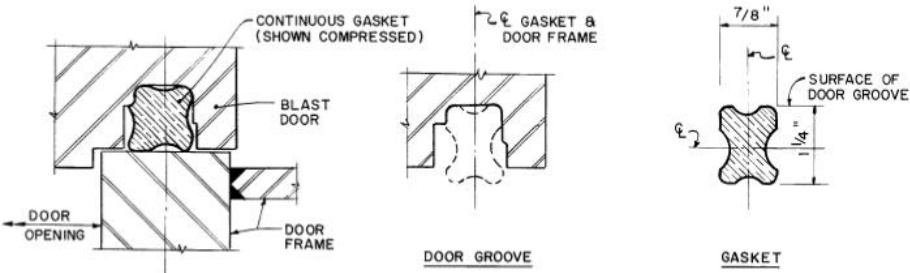 CONTINUOUS GASKET
(SHOWN COMPRESSED)
BLAST
DOOR
DOOR
OPENING
DOOR
FRAME
℄ GASKET &
DOOR FRAME
DOOR GROOVE
7/8"
℄
SURFACE OF
DOOR GROOVE
℄
1 1/4"
GASKET